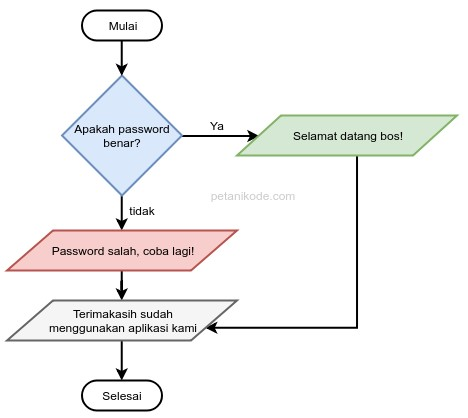 Mulai
Apakah password
benar?
Ya
Selamat datang bos!
petanikode.com
tidak
Password salah, coba lagi!
Terimakasih sudah
menggunakan aplikasi kami
Selesai